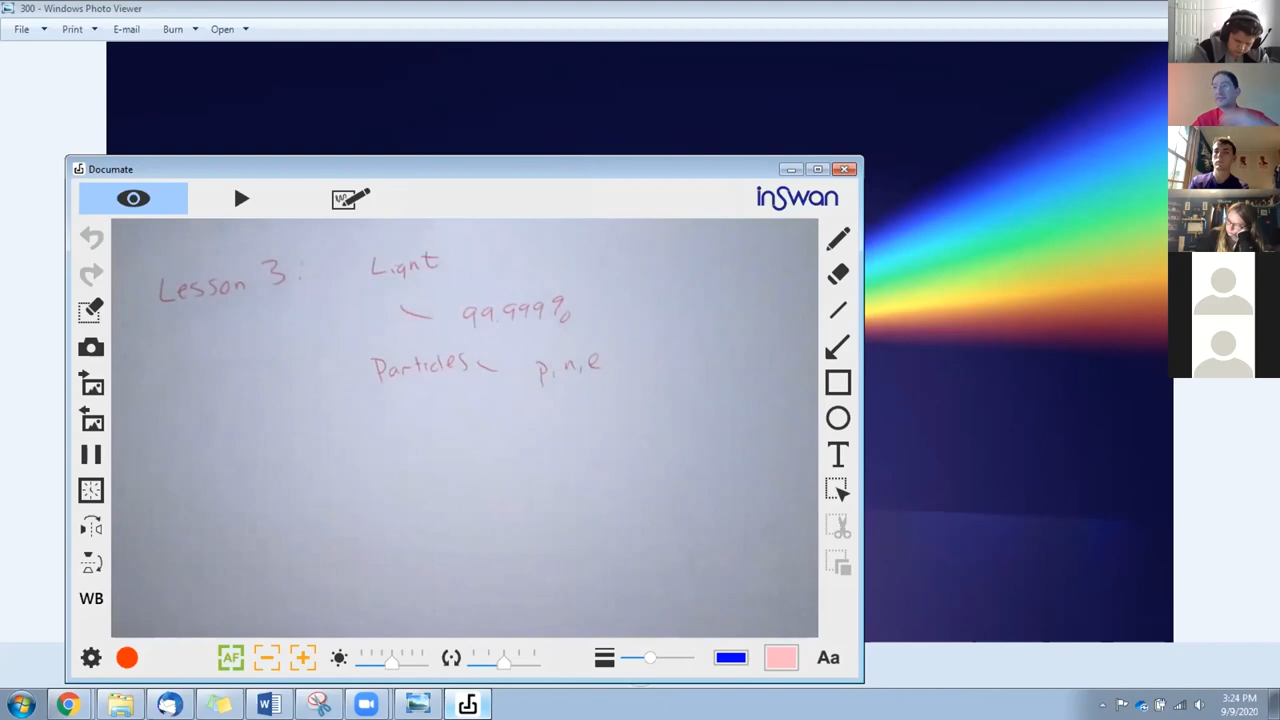 300 - Windows Photo Viewer
File Print E-mail Burn Open
Documate
inSwan
Lesson 3: Light
99.999%
Particles p, n, e
T
WB
AF
Aa
3:24 PM
9/9/2020